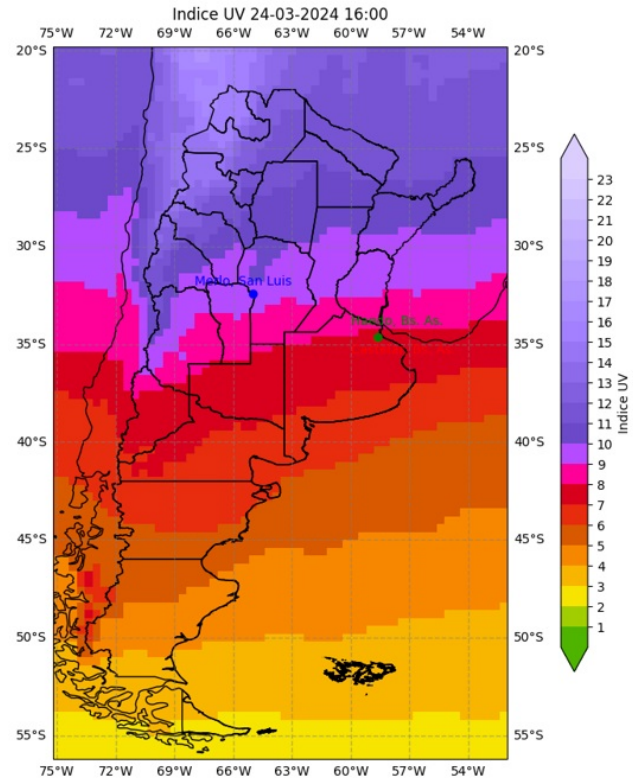 Indice UV 24-03-2024 16:00
75°W 72°W 69°W 66°W 63°W 60°W 57°W 54°W
20°S 20°S
25°S 25°S
30°S 30°S
Merlo, San Luis
Bs. As.
35°S 35°S
40°S 40°S
45°S 45°S
50°S 50°S
55°S 55°S
75°W 72°W 69°W 66°W 63°W 60°W 57°W 54°W
23
22
21
20
19
18
17
16
14
13
12
11
10
9
8
7
6
5
4
3
2
1
Indice UV